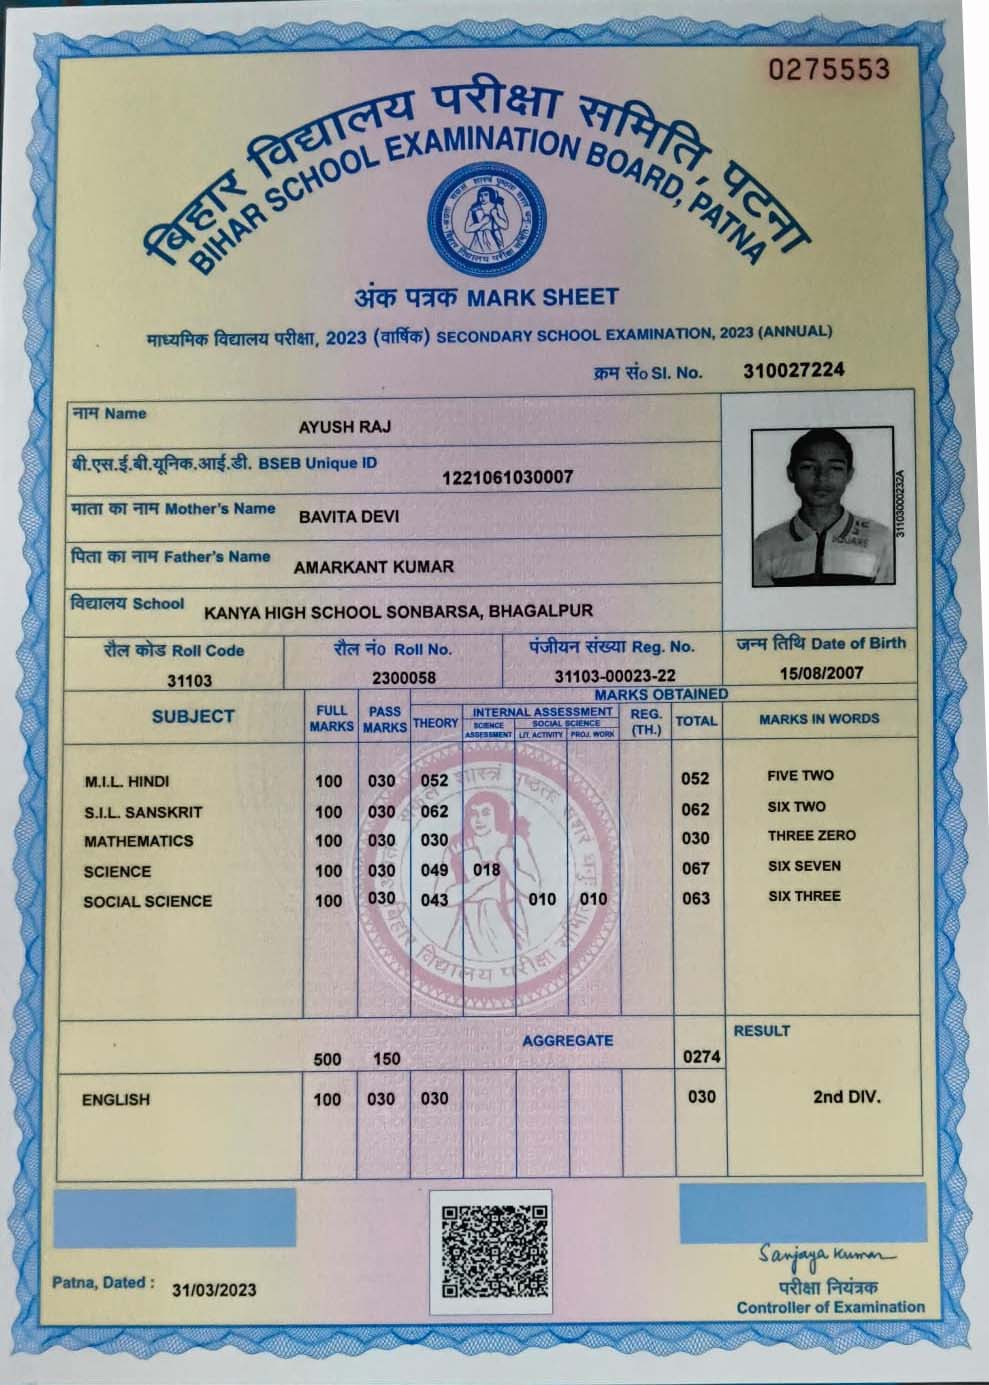 0275553
बिहार विद्यालय परीक्षा समिति, पटना
BIHAR SCHOOL EXAMINATION BOARD, PATNA
अंक पत्रक MARK SHEET
माध्यमिक विद्यालय परीक्षा, 2023 (वार्षिक) SECONDARY SCHOOL EXAMINATION, 2023 (ANNUAL)
क्रम सं० Sl. No. 310027224
नाम Name AYUSH RAJ
बी.एस.ई.बी.यूनिक.आई.डी. BSEB Unique ID 1221061030007
माता का नाम Mother's Name BAVITA DEVI
पिता का नाम Father's Name AMARKANT KUMAR
विद्यालय School KANYA HIGH SCHOOL SONBARSA, BHAGALPUR
31103000232A
SQUARE
रौल कोड Roll Code रौल नं० Roll No. पंजीयन संख्या Reg. No. जन्म तिथि Date of Birth
31103 2300058 31103-00023-22 15/08/2007
MARKS OBTAINED
SUBJECT FULL MARKS PASS MARKS THEORY INTERNAL ASSESSMENT REG. (TH.) TOTAL MARKS IN WORDS
SCIENCE ASSESSMENT SOCIAL SCIENCE
LIT. ACTIVITY PROJ. WORK
M.I.L. HINDI 100 030 052 052 FIVE TWO
S.I.L. SANSKRIT 100 030 062 062 SIX TWO
MATHEMATICS 100 030 030 030 THREE ZERO
SCIENCE 100 030 049 018 067 SIX SEVEN
SOCIAL SCIENCE 100 030 043 010 010 063 SIX THREE
बिहार विद्यालय परीक्षा समिति
AGGREGATE RESULT
500 150 0274
ENGLISH 100 030 030 030 2nd DIV.
Sanjaya Kumar
Patna, Dated : 31/03/2023
परीक्षा नियंत्रक
Controller of Examination